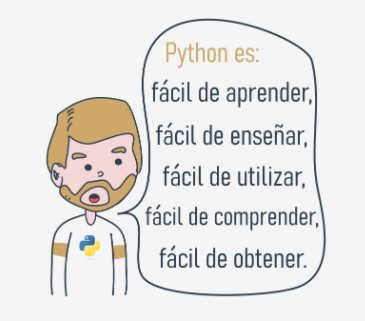 Python es:
fácil de aprender,
fácil de enseñar,
fácil de utilizar,
fácil de comprender,
fácil de obtener.